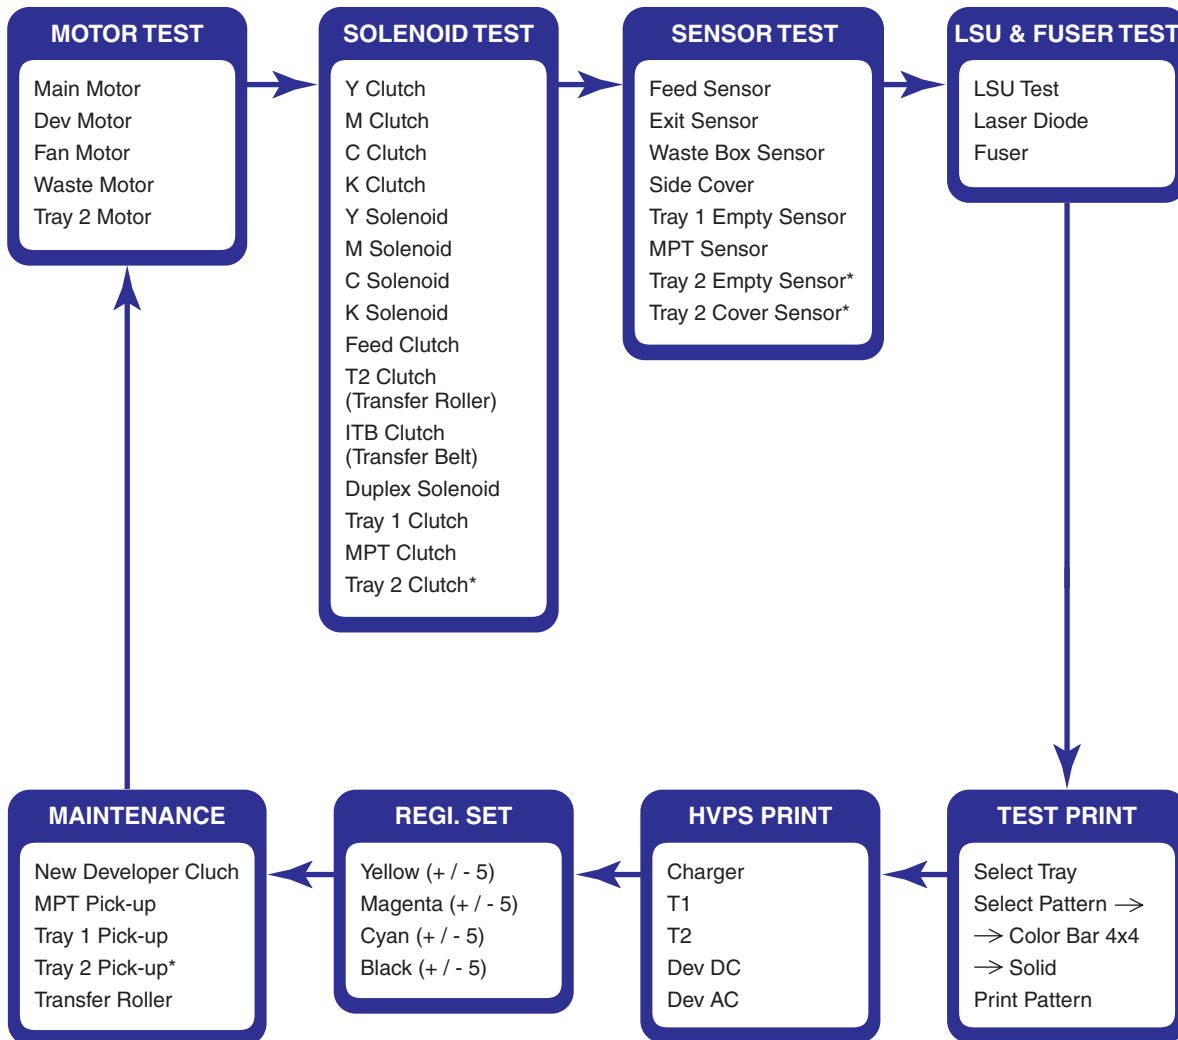 MOTOR TEST
Main Motor
Dev Motor
Fan Motor
Waste Motor
Tray 2 Motor
SOLENOID TEST
Y Clutch
M Clutch
C Clutch
K Clutch
Y Solenoid
M Solenoid
C Solenoid
K Solenoid
Feed Clutch
T2 Clutch
(Transfer Roller)
ITB Clutch
(Transfer Belt)
Duplex Solenoid
Tray 1 Clutch
MPT Clutch
Tray 2 Clutch*
SENSOR TEST
Feed Sensor
Exit Sensor
Waste Box Sensor
Side Cover
Tray 1 Empty Sensor
MPT Sensor
Tray 2 Empty Sensor*
Tray 2 Cover Sensor*
LSU & FUSER TEST
LSU Test
Laser Diode
Fuser
TEST PRINT
Select Tray
Select Pattern →
→ Color Bar 4x4
→ Solid
Print Pattern
HVPS PRINT
Charger
T1
T2
Dev DC
Dev AC
REGI. SET
Yellow (+ / - 5)
Magenta (+ / - 5)
Cyan (+ / - 5)
Black (+ / - 5)
MAINTENANCE
New Developer Cluch
MPT Pick-up
Tray 1 Pick-up
Tray 2 Pick-up*
Transfer Roller